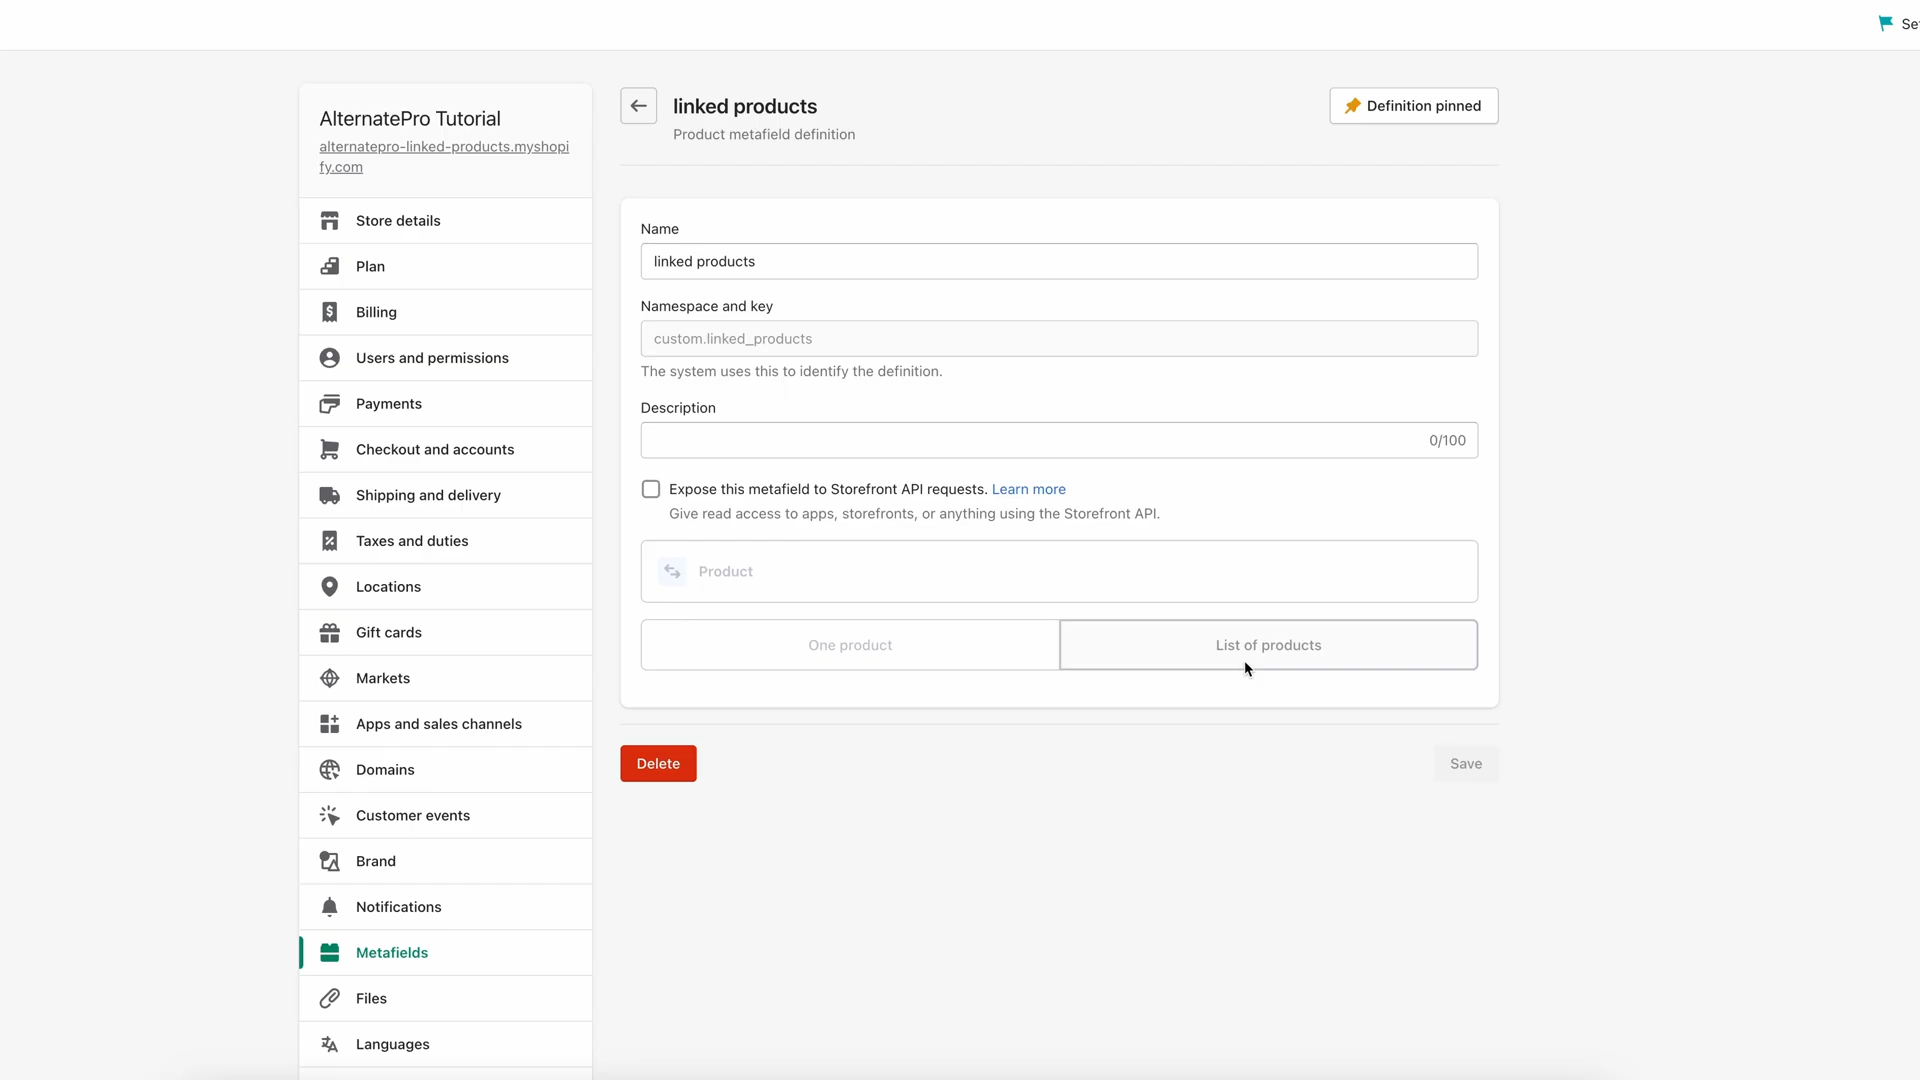 Se
AlternatePro Tutorial
alternatepro-linked-products.myshopi
fy.com
Store details
Plan
Billing
Users and permissions
Payments
Checkout and accounts
Shipping and delivery
Taxes and duties
Locations
Gift cards
Markets
Apps and sales channels
Domains
Customer events
Brand
Notifications
Metafields
Files
Languages
linked products
Product metafield definition
Definition pinned
Name
linked products
Namespace and key
custom.linked_products
The system uses this to identify the definition.
Description
0/100
Expose this metafield to Storefront API requests. Learn more
Give read access to apps, storefronts, or anything using the Storefront API.
Product
One product
List of products
Delete
Save